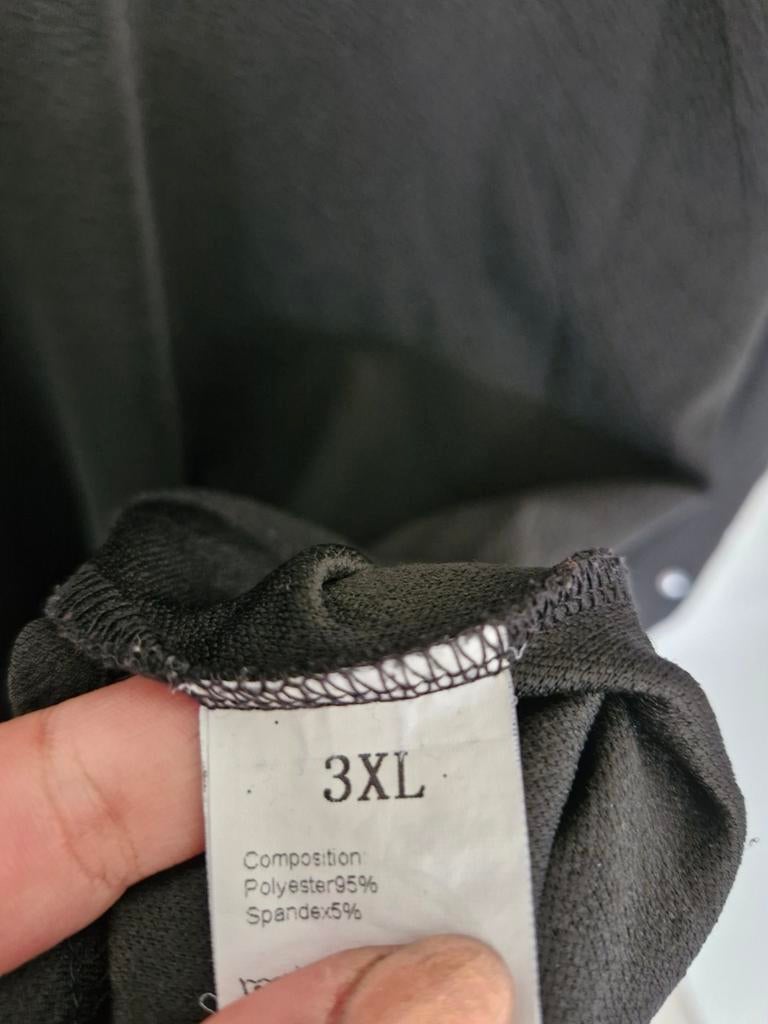 3XL
Composition:
Polyester95%
Spandex5%